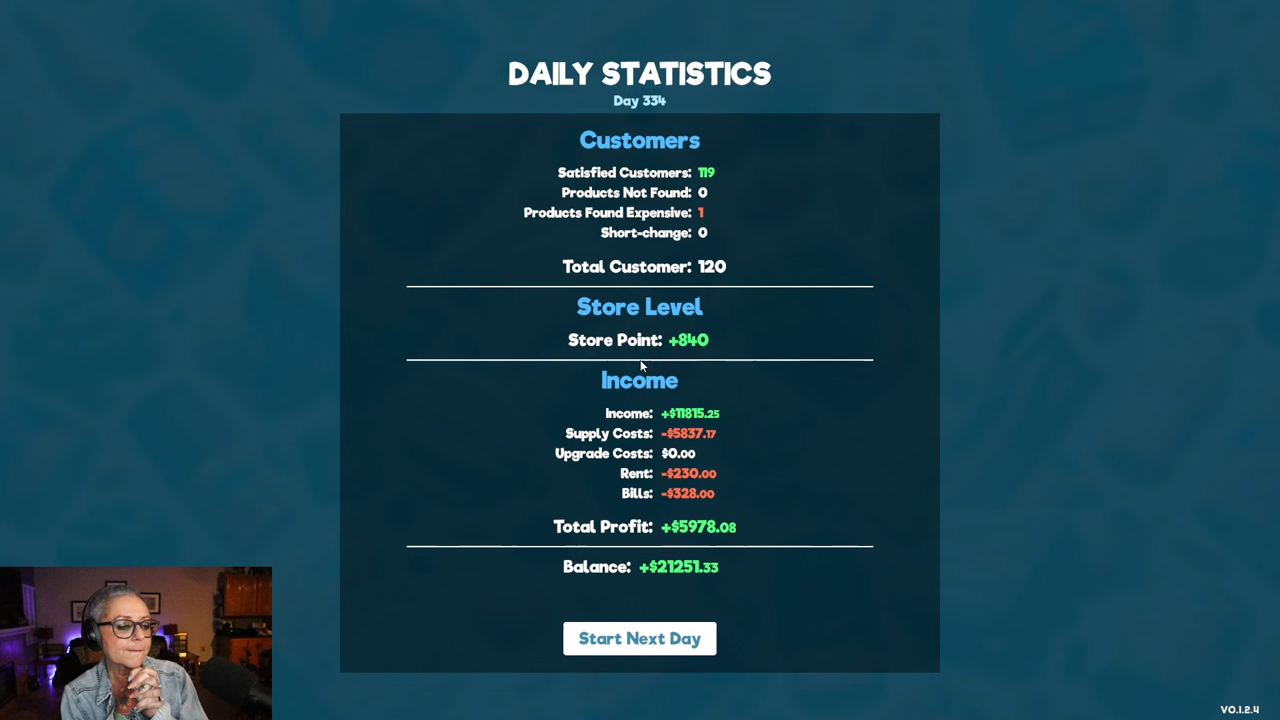 DAILY STATISTICS
Day 334
Customers
Satisfied Customers: 119
Products Not Found: 0
Products Found Expensive: 1
Short-change: 0
Total Customer: 120
Store Level
Store Point: +840
Income
Income: +$11815.25
Supply Costs: -$5837.17
Upgrade Costs: $0.00
Rent: -$230.00
Bills: -$328.00
Total Profit: +$5978.08
Balance: +$21251.33
Start Next Day
V0.1.2.4